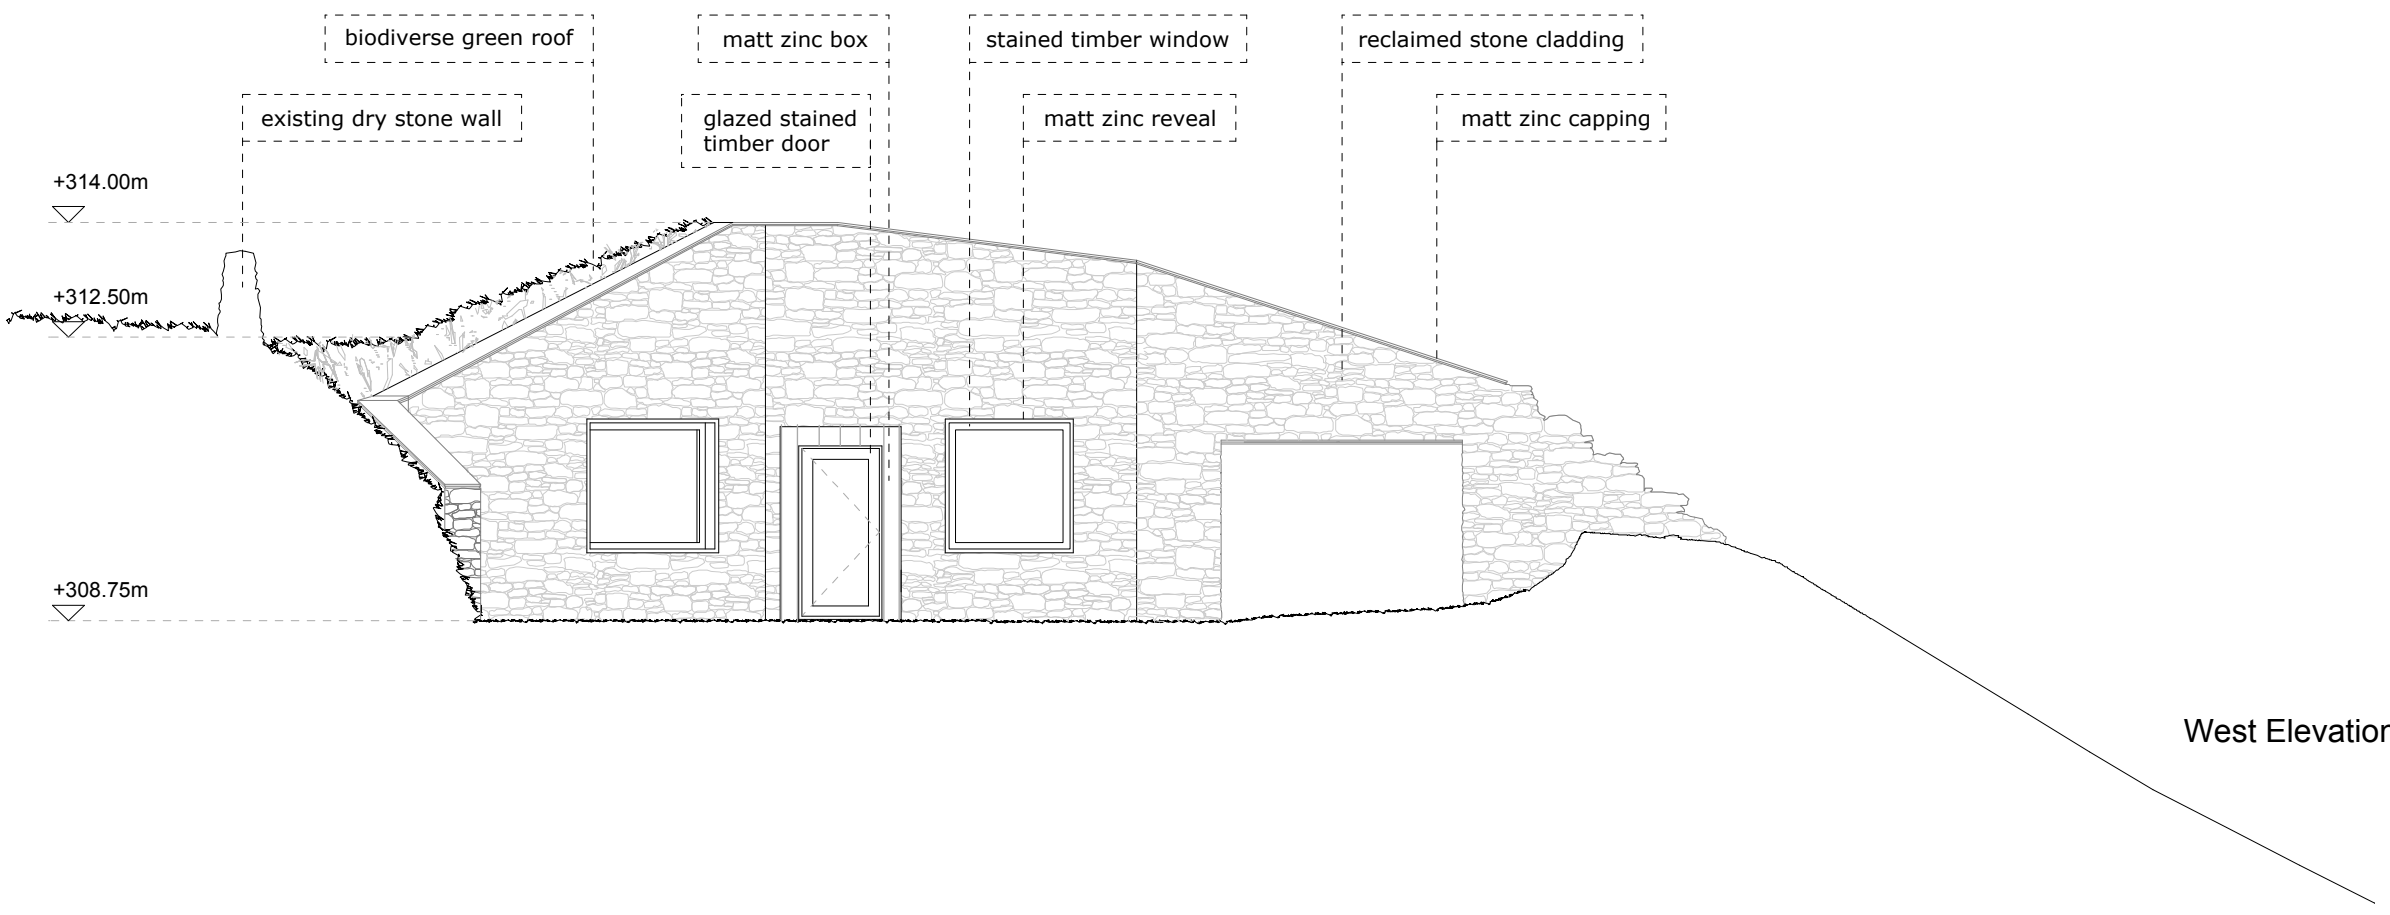 biodiverse green roof
matt zinc box
stained timber window
reclaimed stone cladding
existing dry stone wall
glazed stained
timber door
matt zinc reveal
matt zinc capping
+314.00m
+312.50m
+308.75m
West Elevation